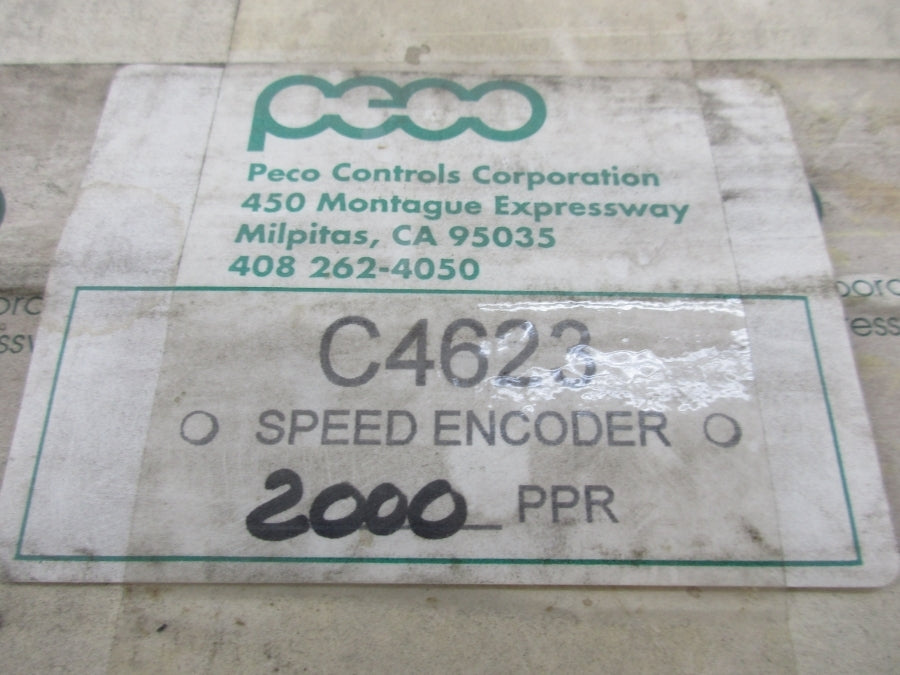 peco
Peco Controls Corporation
450 Montague Expressway
Milpitas, CA 95035
408 262-4050
C4623
SPEED ENCODER
2000 PPR